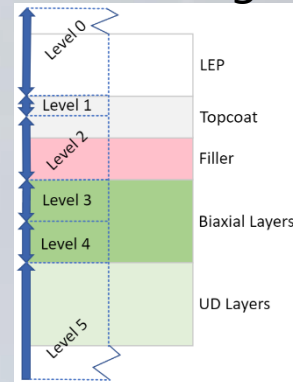 Level 0
LEP
Level 1
Topcoat
Level 2
Filler
Level 3
Biaxial Layers
Level 4
UD Layers
Level 5